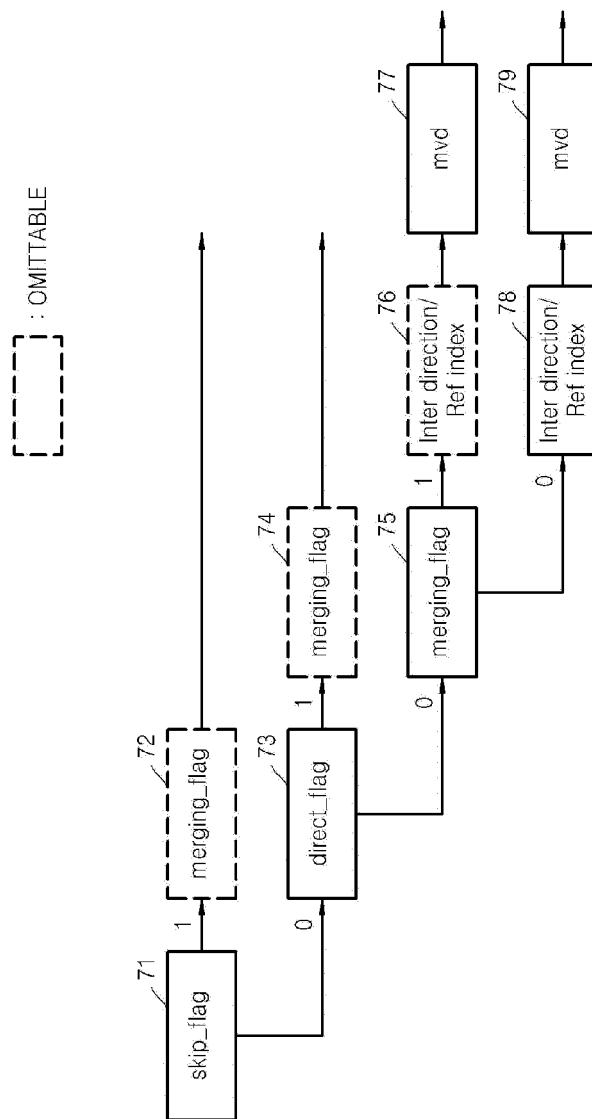 : OMITTABLE
71
skip_flag
1
72
merging_flag
0
73
direct_flag
1
74
merging_flag
0
75
merging_flag
1
76
Inter direction/
Ref index
77
mvd
0
78
Inter direction/
Ref index
79
mvd